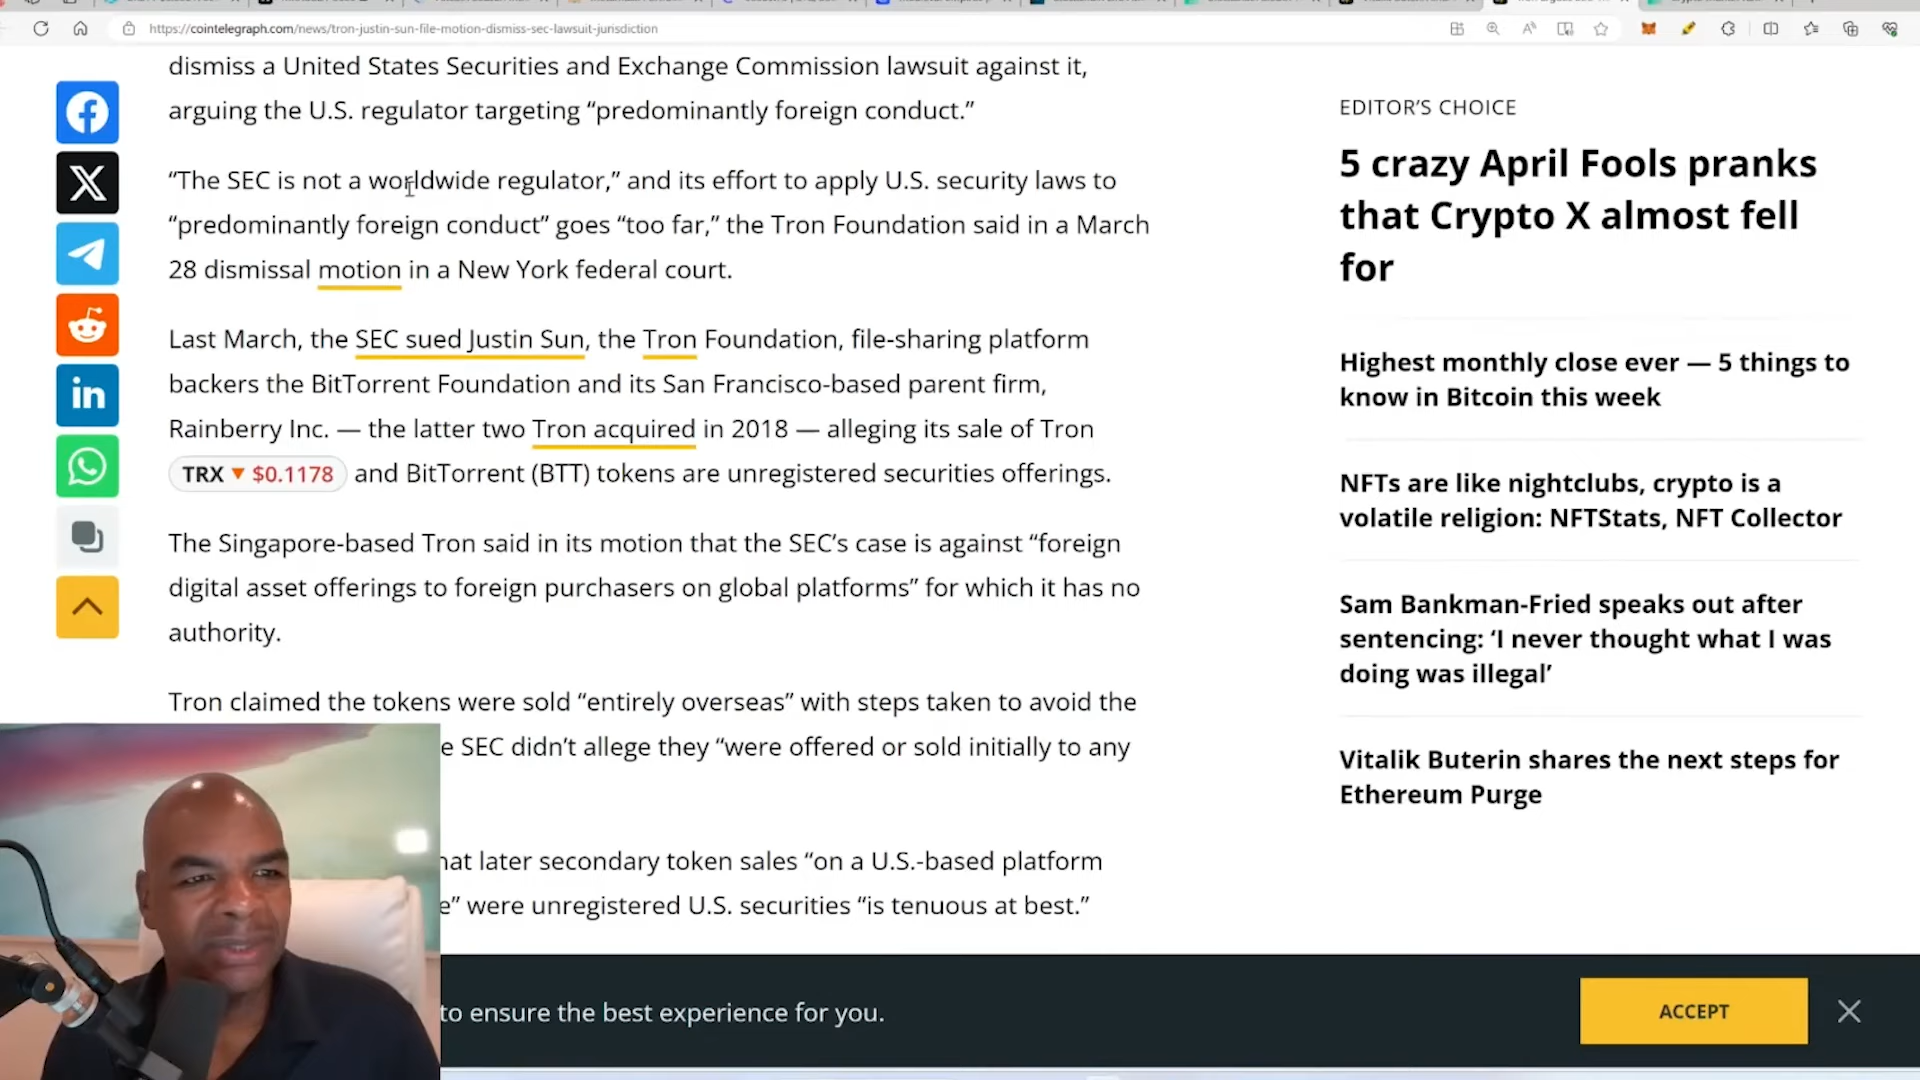 https://cointelegraph.com/news/tron-justin-sun-file-motion-dismiss-sec-lawsuit-jurisdiction
dismiss a United States Securities and Exchange Commission lawsuit against it,
arguing the U.S. regulator targeting “predominantly foreign conduct.”
“The SEC is not a worldwide regulator,” and its effort to apply U.S. security laws to
“predominantly foreign conduct” goes “too far,” the Tron Foundation said in a March
28 dismissal motion in a New York federal court.
Last March, the SEC sued Justin Sun, the Tron Foundation, file-sharing platform
backers the BitTorrent Foundation and its San Francisco-based parent firm,
Rainberry Inc. — the latter two Tron acquired in 2018 — alleging its sale of Tron
TRX ▼ $0.1178 and BitTorrent (BTT) tokens are unregistered securities offerings.
The Singapore-based Tron said in its motion that the SEC’s case is against “foreign
digital asset offerings to foreign purchasers on global platforms” for which it has no
authority.
Tron claimed the tokens were sold “entirely overseas” with steps taken to avoid the
SEC didn’t allege they “were offered or sold initially to any
later secondary token sales “on a U.S.-based platform
were unregistered U.S. securities “is tenuous at best.”
EDITOR’S CHOICE
5 crazy April Fools pranks
that Crypto X almost fell
for
Highest monthly close ever — 5 things to
know in Bitcoin this week
NFTs are like nightclubs, crypto is a
volatile religion: NFTStats, NFT Collector
Sam Bankman-Fried speaks out after
sentencing: ‘I never thought what I was
doing was illegal’
Vitalik Buterin shares the next steps for
Ethereum Purge
to ensure the best experience for you.
ACCEPT